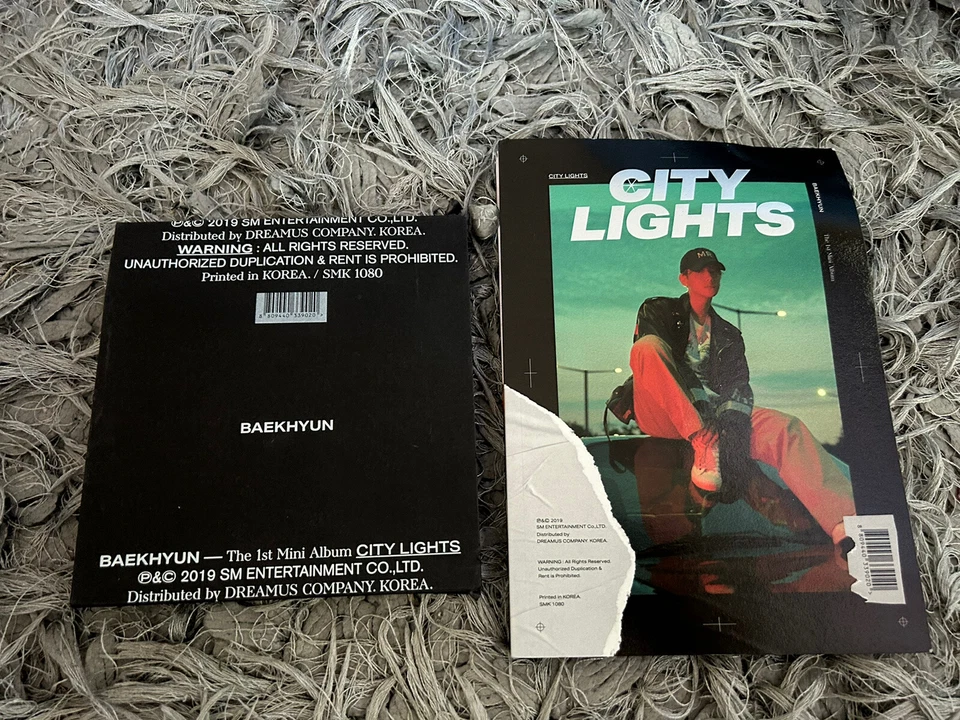 ℗&© 2019 SM ENTERTAINMENT CO.,LTD.
Distributed by DREAMUS COMPANY. KOREA.
WARNING : ALL RIGHTS RESERVED.
UNAUTHORIZED DUPLICATION & RENT IS PROHIBITED.
Printed in KOREA. / SMK 1080
8 809440 339020 >
BAEKHYUN
BAEKHYUN — The 1st Mini Album CITY LIGHTS
℗&© 2019 SM ENTERTAINMENT CO.,LTD.
Distributed by DREAMUS COMPANY. KOREA.
CITY LIGHTS
CITY
LIGHTS
BAEKHYUN
The 1st Mini Album
℗&© 2019
SM ENTERTAINMENT Co.,LTD.
Distributed by
DREAMUS COMPANY. KOREA.
WARNING : All Rights Reserved.
Unauthorized Duplication &
Rent is Prohibited.
Printed in KOREA.
SMK 1080